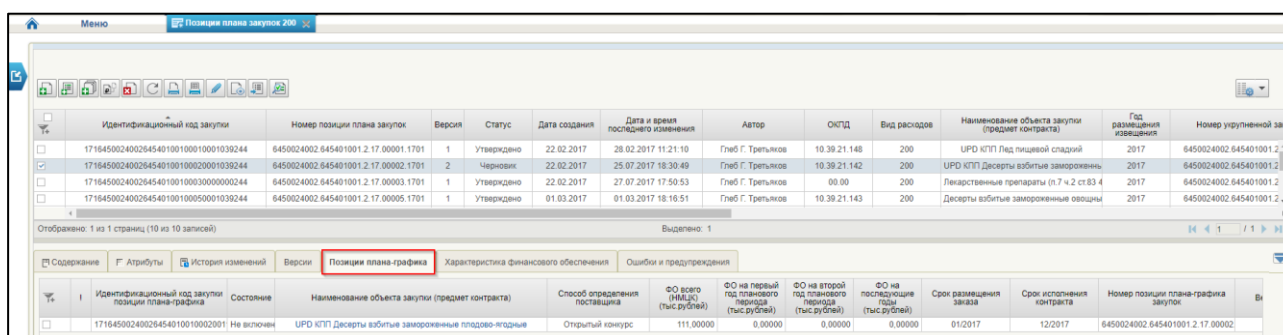 Меню Позиции плана закупок 200
Идентификационный код закупки Номер позиции плана закупок Версия Статус Дата создания Дата и время последнего изменения Автор ОКПД Вид расходов Наименование объекта закупки (предмет контракта) Год размещения извещения Номер укрупненной за
171645002400264540100100010001039244 6450024002.645401001.2.17.00001.1701 1 Утверждено 22.02.2017 28.02.2017 11:21:10 Глеб Г. Третьяков 10.39.21.148 200 UPD КПП Лед пищевой сладкий 2017 6450024002.645401001.2
171645002400264540100100020001039244 6450024002.645401001.2.17.00002.1701 2 Черновик 22.02.2017 25.07.2017 18:30:49 Глеб Г. Третьяков 10.39.21.142 200 UPD КПП Десерты взбитые замороженнь 2017 6450024002.645401001.2
171645002400264540100100030000000244 6450024002.645401001.2.17.00003.1701 1 Утверждено 22.02.2017 27.07.2017 17:50:53 Глеб Г. Третьяков 00.00 200 Лекарственные препараты (п.7 ч.2 ст.83 4 2017 6450024002.645401001.2
171645002400264540100100050001039244 6450024002.645401001.2.17.00005.1701 1 Утверждено 01.03.2017 01.03.2017 18:16:51 Глеб Г. Третьяков 10.39.21.143 200 Десерты взбитые замороженные овощны 2017 6450024002.645401001.2
Отображено: 1 из 1 страниц (10 из 10 записей) Выделено: 1 1 / 1
Содержание Атрибуты История изменений Версии Позиции плана-графика Характеристика финансового обеспечения Ошибки и предупреждения
! Идентификационный код закупки позиции плана-графика Состояние Наименование объекта закупки (предмет контракта) Способ определения поставщика ФО всего (НМЦК) (тыс.рублей) ФО на первый год планового периода (тыс.рублей) ФО на второй год планового периода (тыс.рублей) ФО на последующие годы (тыс.рублей) Срок размещения заказа Срок исполнения контракта Номер позиции плана-графика закупок
171645002400264540100100020001 Не включен UPD КПП Десерты взбитые замороженные плодово-ягодные Открытый конкурс 111,00000 0,00000 0,00000 0,00000 01/2017 12/2017 6450024002.645401001.2.17.00002